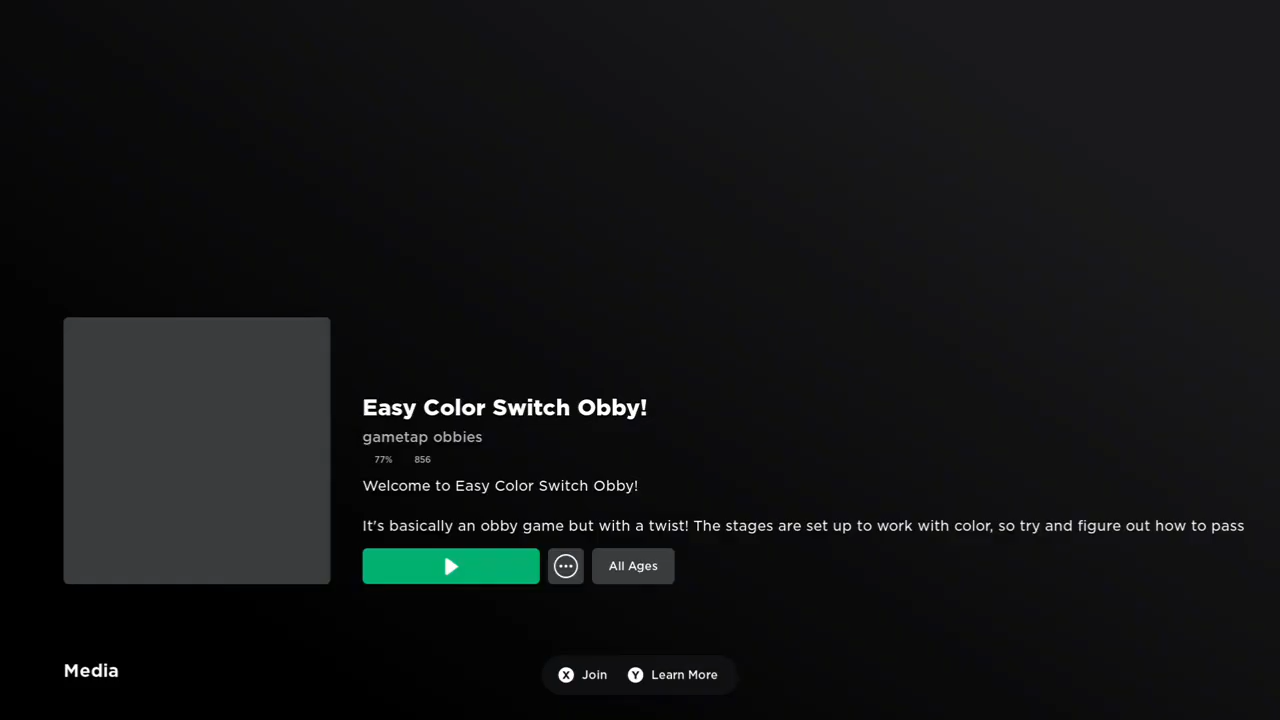 Easy Color Switch Obby!
gametap obbies
77% 856
Welcome to Easy Color Switch Obby!
It's basically an obby game but with a twist! The stages are set up to work with color, so try and figure out how to pass
All Ages
Media
X Join Y Learn More